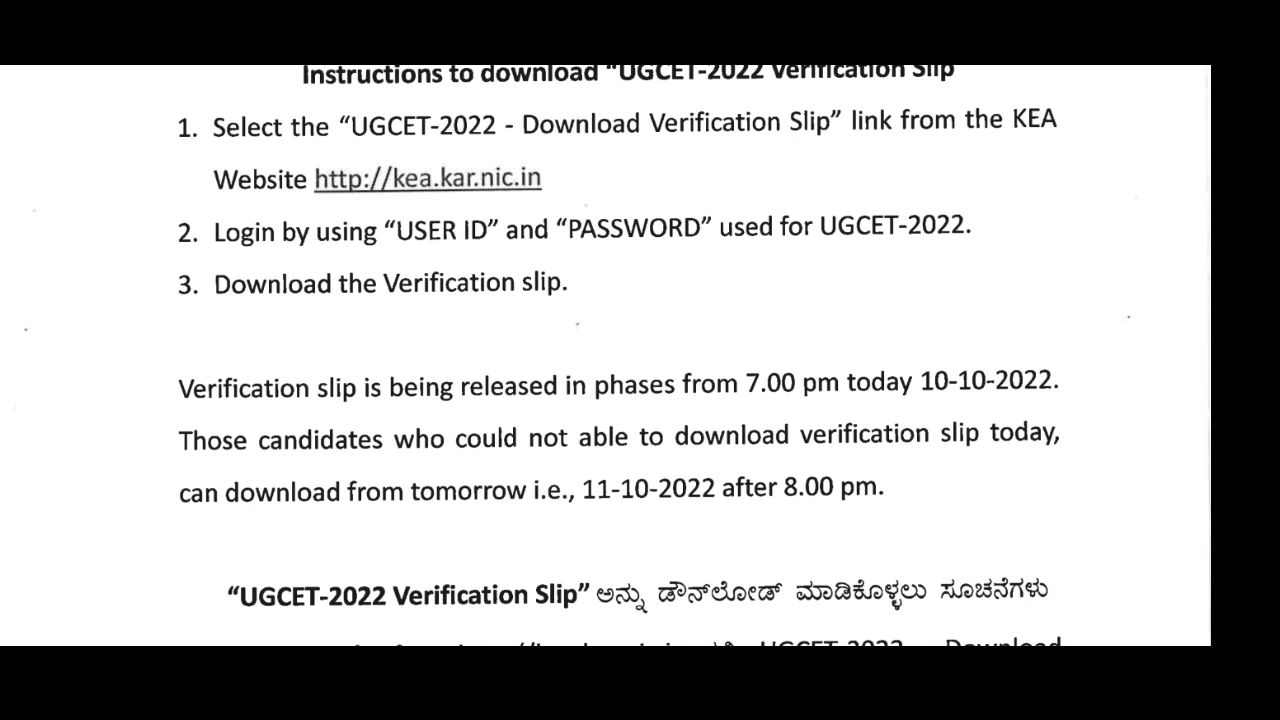 Instructions to download "UGCET-2022 Verification Slip
1. Select the “UGCET-2022 - Download Verification Slip” link from the KEA
Website http://kea.kar.nic.in
2. Login by using “USER ID” and “PASSWORD” used for UGCET-2022.
3. Download the Verification slip.
Verification slip is being released in phases from 7.00 pm today 10-10-2022.
Those candidates who could not able to download verification slip today,
can download from tomorrow i.e., 11-10-2022 after 8.00 pm.
“UGCET-2022 Verification Slip” ಅನ್ನು ಡೌನ್‌ಲೋಡ್ ಮಾಡಿಕೊಳ್ಳಲು ಸೂಚನೆಗಳು
UGCET-2022 Download